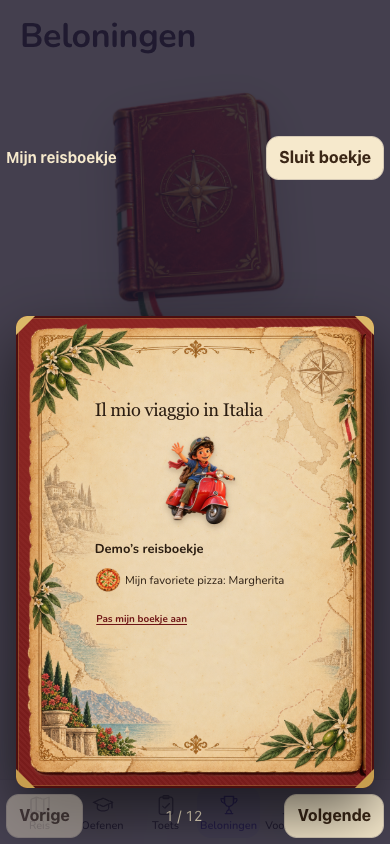 Beloningen
Mijn reisboekje
Sluit boekje
Il mio viaggio in Italia
Demo's reisboekje
Mijn favoriete pizza: Margherita
Pas mijn boekje aan
Vorige
1 / 12
Volgende
Reis
Oefenen
Toets
Beloningen